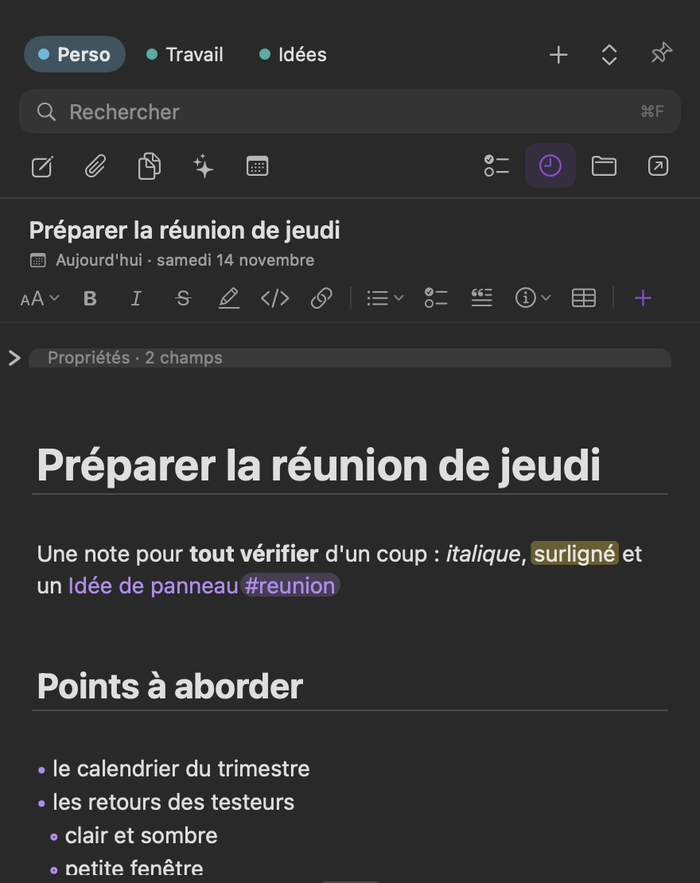 Perso Travail Idées
Rechercher ⌘F
Préparer la réunion de jeudi
Aujourd'hui · samedi 14 novembre
AA B I S </>
Propriétés · 2 champs
Préparer la réunion de jeudi
Une note pour tout vérifier d'un coup : italique, surligné et
un Idée de panneau #reunion
Points à aborder
• le calendrier du trimestre
• les retours des testeurs
∘ clair et sombre
∘ petite fenêtre